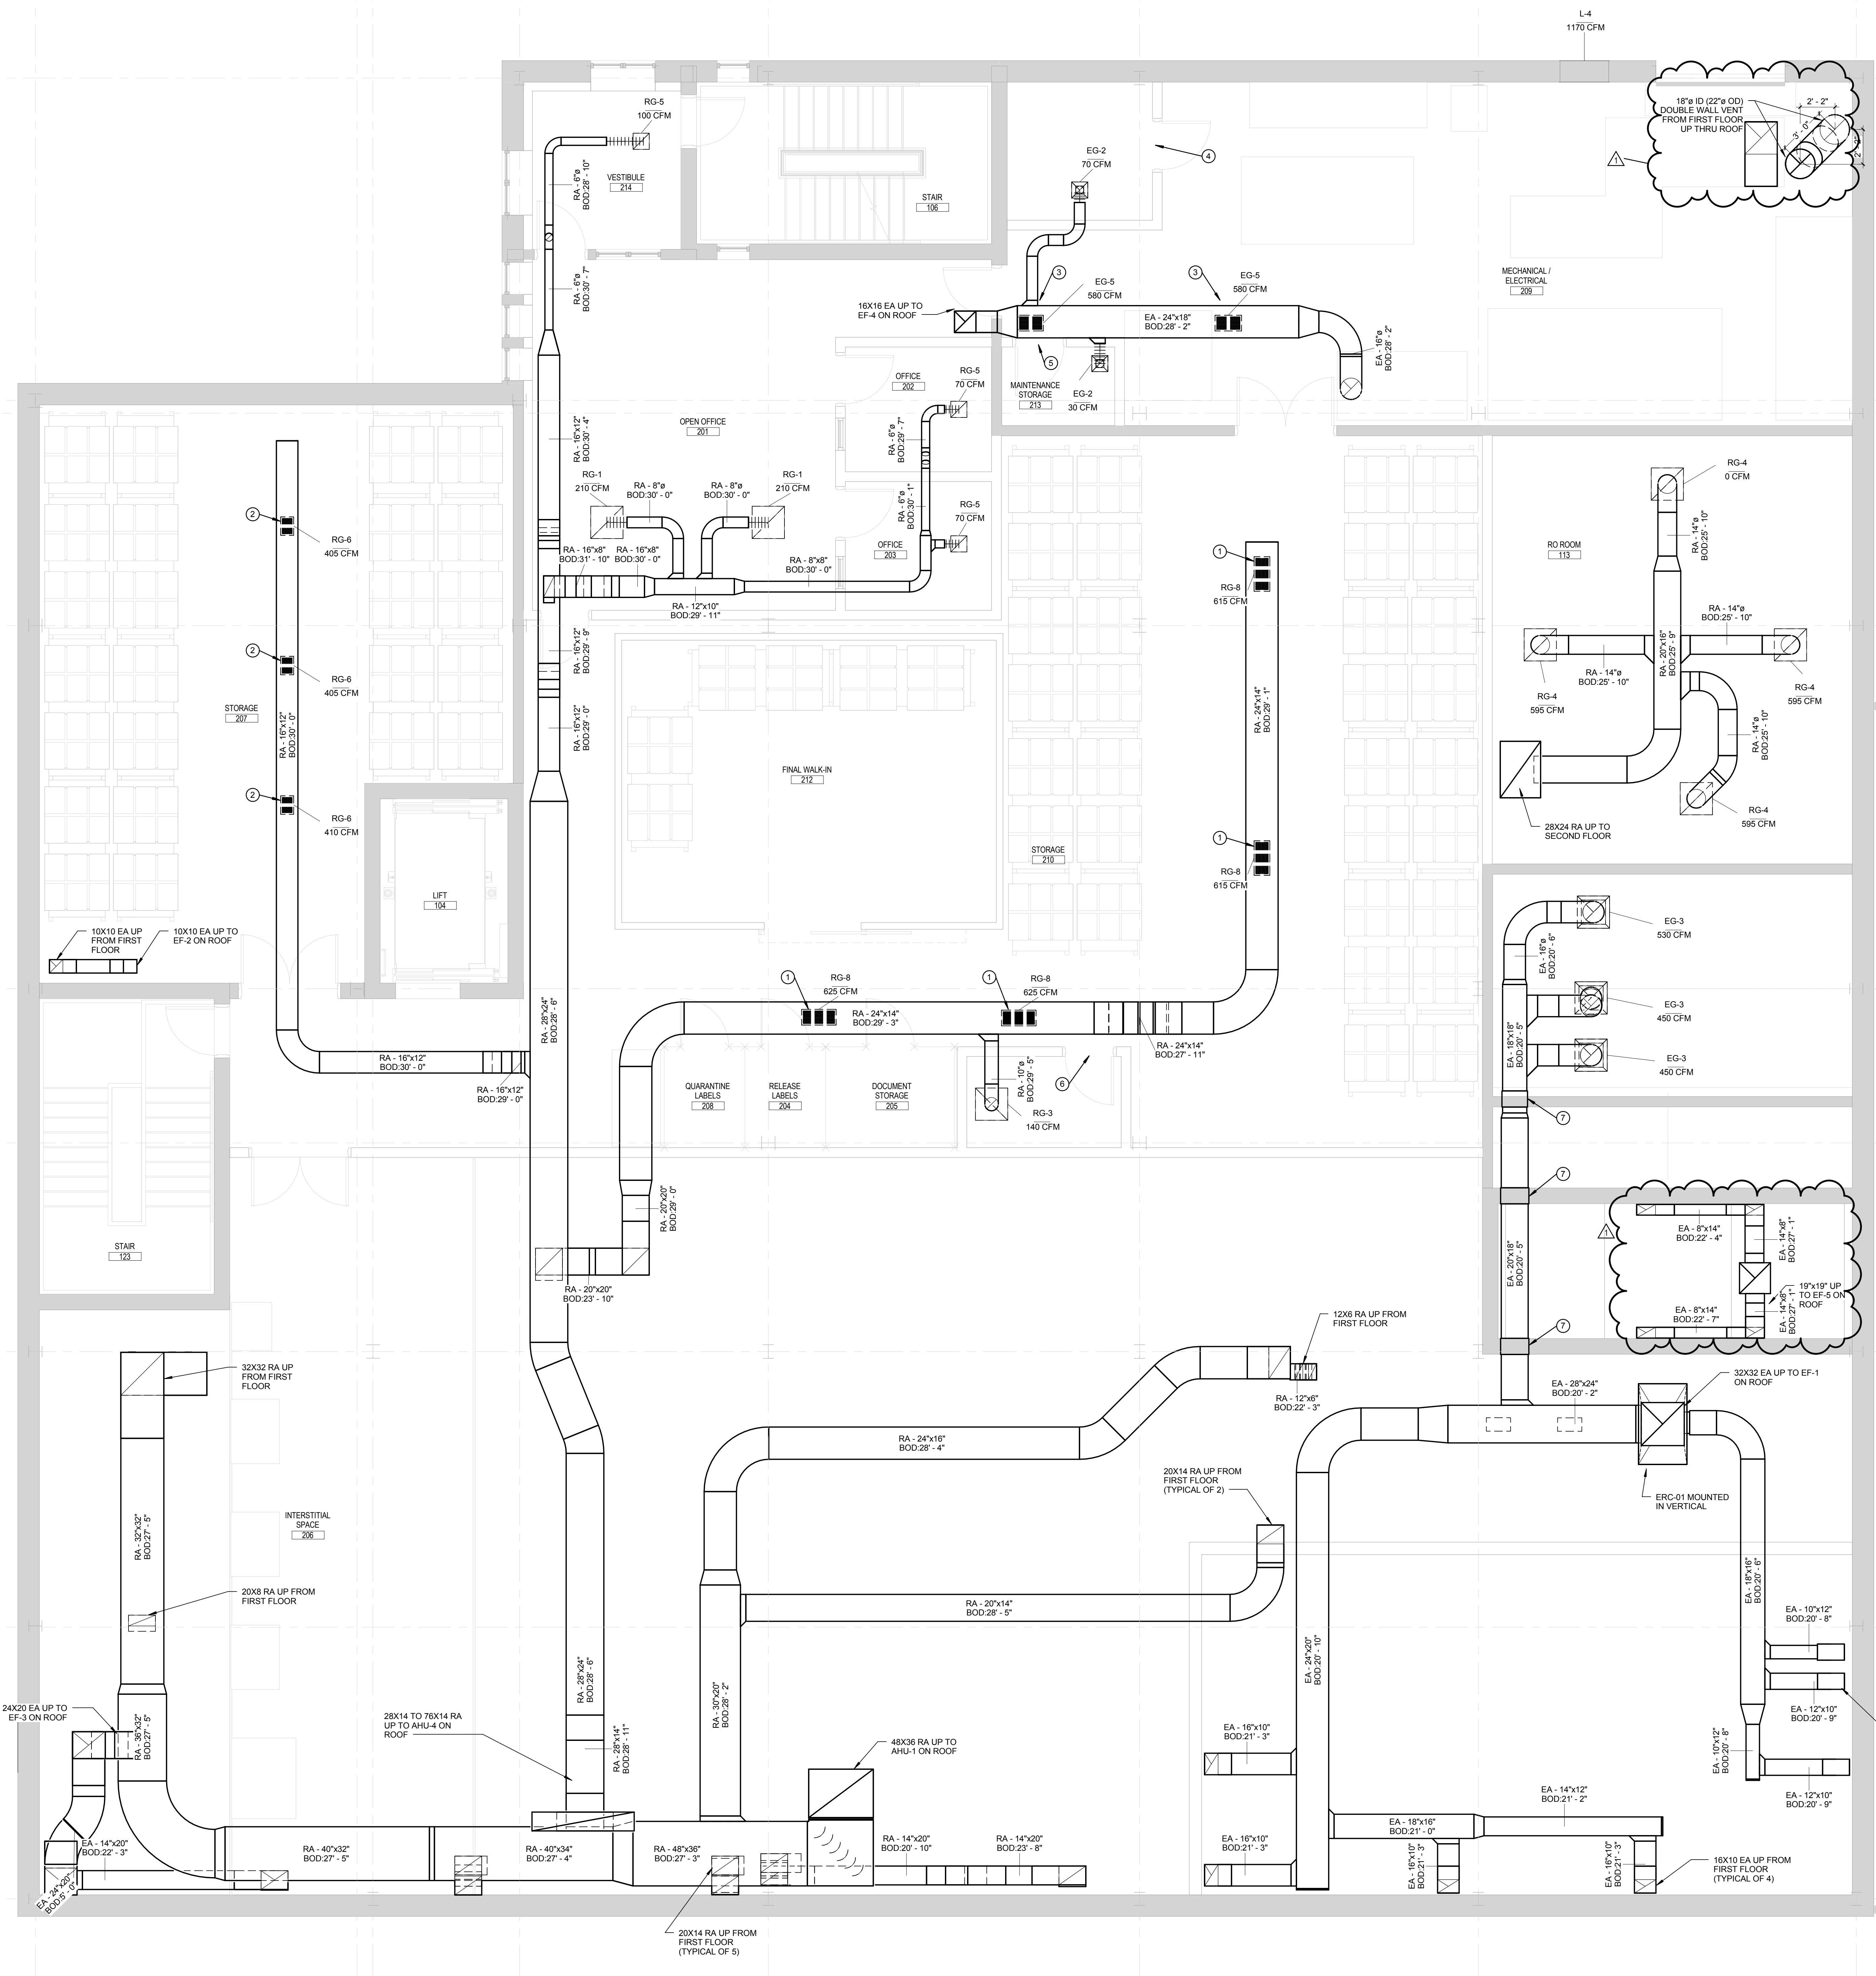 L-4
1170 CFM
18"ø ID (22"ø OD)
DOUBLE WALL VENT
FROM FIRST FLOOR
UP THRU ROOF
2' - 2"
3' - 0"
2' - 2"
1
RG-5
100 CFM
RA - 6"ø
BOD:28' - 10"
VESTIBULE
214
STAIR
106
EG-2
70 CFM
4
RA - 6"ø
BOD:30' - 7"
16X16 EA UP TO
EF-4 ON ROOF
3
EG-5
580 CFM
3
EG-5
580 CFM
EA - 24"x18"
BOD:28' - 2"
MECHANICAL /
ELECTRICAL
209
EA - 16"ø
BOD:28' - 2"
5
EG-2
30 CFM
MAINTENANCE
STORAGE
213
OFFICE
202
RG-5
70 CFM
OPEN OFFICE
201
RA - 16"x12"
BOD:30' - 4"
RA - 6"ø
BOD:29' - 7"
RG-1
210 CFM
RA - 8"ø
BOD:30' - 0"
RA - 8"ø
BOD:30' - 0"
RG-1
210 CFM
RA - 6"ø
BOD:30' - 1"
RG-5
70 CFM
OFFICE
203
RA - 16"x8"
BOD:31' - 10"
RA - 16"x8"
BOD:30' - 0"
RA - 8"x8"
BOD:30' - 0"
RA - 12"x10"
BOD:29' - 11"
RA - 16"x12"
BOD:29' - 9"
RA - 16"x12"
BOD:29' - 0"
2
RG-6
405 CFM
2
RG-6
405 CFM
STORAGE
207
RA - 16"x12"
BOD:30' - 0"
2
RG-6
410 CFM
1
RG-8
615 CFM
RA - 24"x14"
BOD:29' - 1"
1
RG-8
615 CFM
FINAL WALK-IN
212
STORAGE
210
RG-4
0 CFM
RA - 14"ø
BOD:25' - 10"
RO ROOM
113
RA - 14"ø
BOD:25' - 10"
RA - 20"x16"
BOD:25' - 9"
RA - 14"ø
BOD:25' - 10"
RG-4
595 CFM
RG-4
595 CFM
RA - 14"ø
BOD:25' - 10"
RG-4
595 CFM
28X24 RA UP TO
SECOND FLOOR
LIFT
104
10X10 EA UP
FROM FIRST
FLOOR
10X10 EA UP TO
EF-2 ON ROOF
EG-3
530 CFM
EA - 16"ø
BOD:20' - 6"
EG-3
450 CFM
EA - 18"x18"
BOD:20' - 5"
EG-3
450 CFM
1
RG-8
625 CFM
1
RG-8
625 CFM
RA - 28"x24"
BOD:28' - 6"
RA - 24"x14"
BOD:29' - 3"
RA - 24"x14"
BOD:27' - 11"
RA - 16"x12"
BOD:30' - 0"
RA - 16"x12"
BOD:29' - 0"
QUARANTINE
LABELS
208
RELEASE
LABELS
204
DOCUMENT
STORAGE
205
RA - 10"ø
BOD:29' - 5"
6
RG-3
140 CFM
7
7
RA - 20"x20"
BOD:29' - 0"
RA - 20"x20"
BOD:23' - 10"
STAIR
123
EA - 20"x18"
BOD:20' - 5"
1
EA - 8"x14"
BOD:22' - 4"
EA - 14"x8"
BOD:27' - 1"
19"x19" UP
TO EF-5 ON
ROOF
EA - 8"x14"
BOD:22' - 7"
EA - 14"x8"
BOD:27' - 1"
7
12X6 RA UP FROM
FIRST FLOOR
RA - 12"x6"
BOD:22' - 3"
32X32 RA UP
FROM FIRST
FLOOR
EA - 28"x24"
BOD:20' - 2"
32X32 EA UP TO EF-1
ON ROOF
ERC-01 MOUNTED
IN VERTICAL
RA - 24"x16"
BOD:28' - 4"
20X14 RA UP FROM
FIRST FLOOR
(TYPICAL OF 2)
INTERSTITIAL
SPACE
206
RA - 32"x32"
BOD:27' - 5"
20X8 RA UP FROM
FIRST FLOOR
RA - 20"x14"
BOD:28' - 5"
EA - 18"x16"
BOD:20' - 6"
EA - 24"x20"
BOD:20' - 10"
EA - 10"x12"
BOD:20' - 8"
EA - 12"x10"
BOD:20' - 9"
EA - 10"x12"
BOD:20' - 8"
EA - 12"x10"
BOD:20' - 9"
24X20 EA UP TO
EF-3 ON ROOF
RA - 36"x32"
BOD:27' - 5"
28X14 TO 76X14 RA
UP TO AHU-4 ON
ROOF
RA - 28"x24"
BOD:28' - 6"
RA - 28"x14"
BOD:28' - 11"
RA - 30"x20"
BOD:28' - 2"
48X36 RA UP TO
AHU-1 ON ROOF
EA - 16"x10"
BOD:21' - 3"
EA - 14"x12"
BOD:21' - 2"
EA - 18"x16"
BOD:21' - 0"
EA - 14"x20"
BOD:22' - 3"
EA - 24"x20"
BOD:5' - 0"
RA - 40"x32"
BOD:27' - 5"
RA - 40"x34"
BOD:27' - 4"
RA - 48"x36"
BOD:27' - 3"
RA - 14"x20"
BOD:20' - 10"
RA - 14"x20"
BOD:23' - 8"
EA - 16"x10"
BOD:21' - 3"
EA - 16"x10"
BOD:21' - 3"
EA - 16"x10"
BOD:21' - 3"
16X10 EA UP FROM
FIRST FLOOR
(TYPICAL OF 4)
20X14 RA UP FROM
FIRST FLOOR
(TYPICAL OF 5)